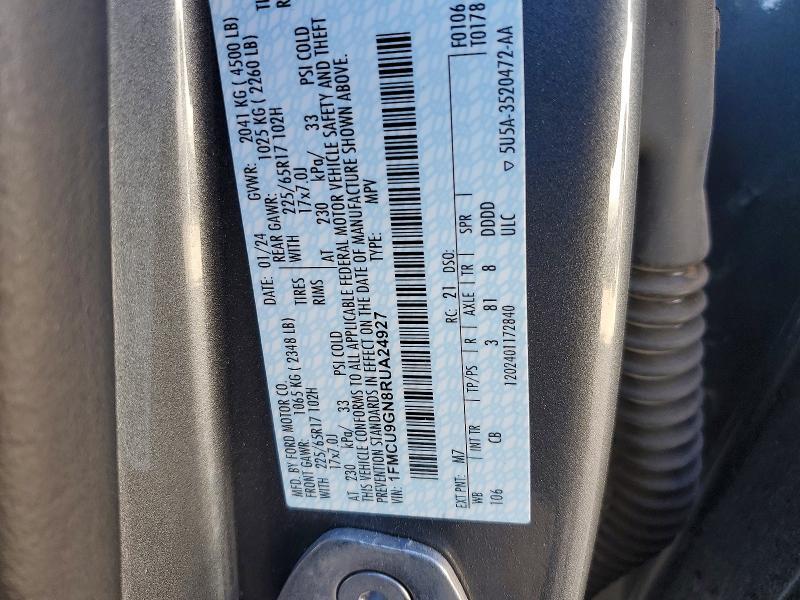 MFD. BY FORD MOTOR CO.
DATE: 01/24 GVWR: 2041 KG ( 4500 LB)
FRONT GAWR: 1065 KG ( 2348 LB) REAR GAWR: 1025 KG ( 2260 LB)
WITH 225/65R17 102H TIRES WITH 225/65R17 102H
17x7.0J RIMS 17x7.0J
AT 230 kPa/ 33 PSI COLD AT 230 kPa/ 33 PSI COLD
THIS VEHICLE CONFORMS TO ALL APPLICABLE FEDERAL MOTOR VEHICLE SAFETY AND THEFT
PREVENTION STANDARDS IN EFFECT ON THE DATE OF MANUFACTURE SHOWN ABOVE.
VIN: 1FMCU9GN8RUA24927 TYPE: MPV
F0106
T0178
EXT PNT: M7 RC: 21 DSO:
WB INT TR TP/PS R AXLE TR SPR
106 CB 3 81 8 DDDD
1202401172840 ULC
▽ 5U5A-3520472-AA